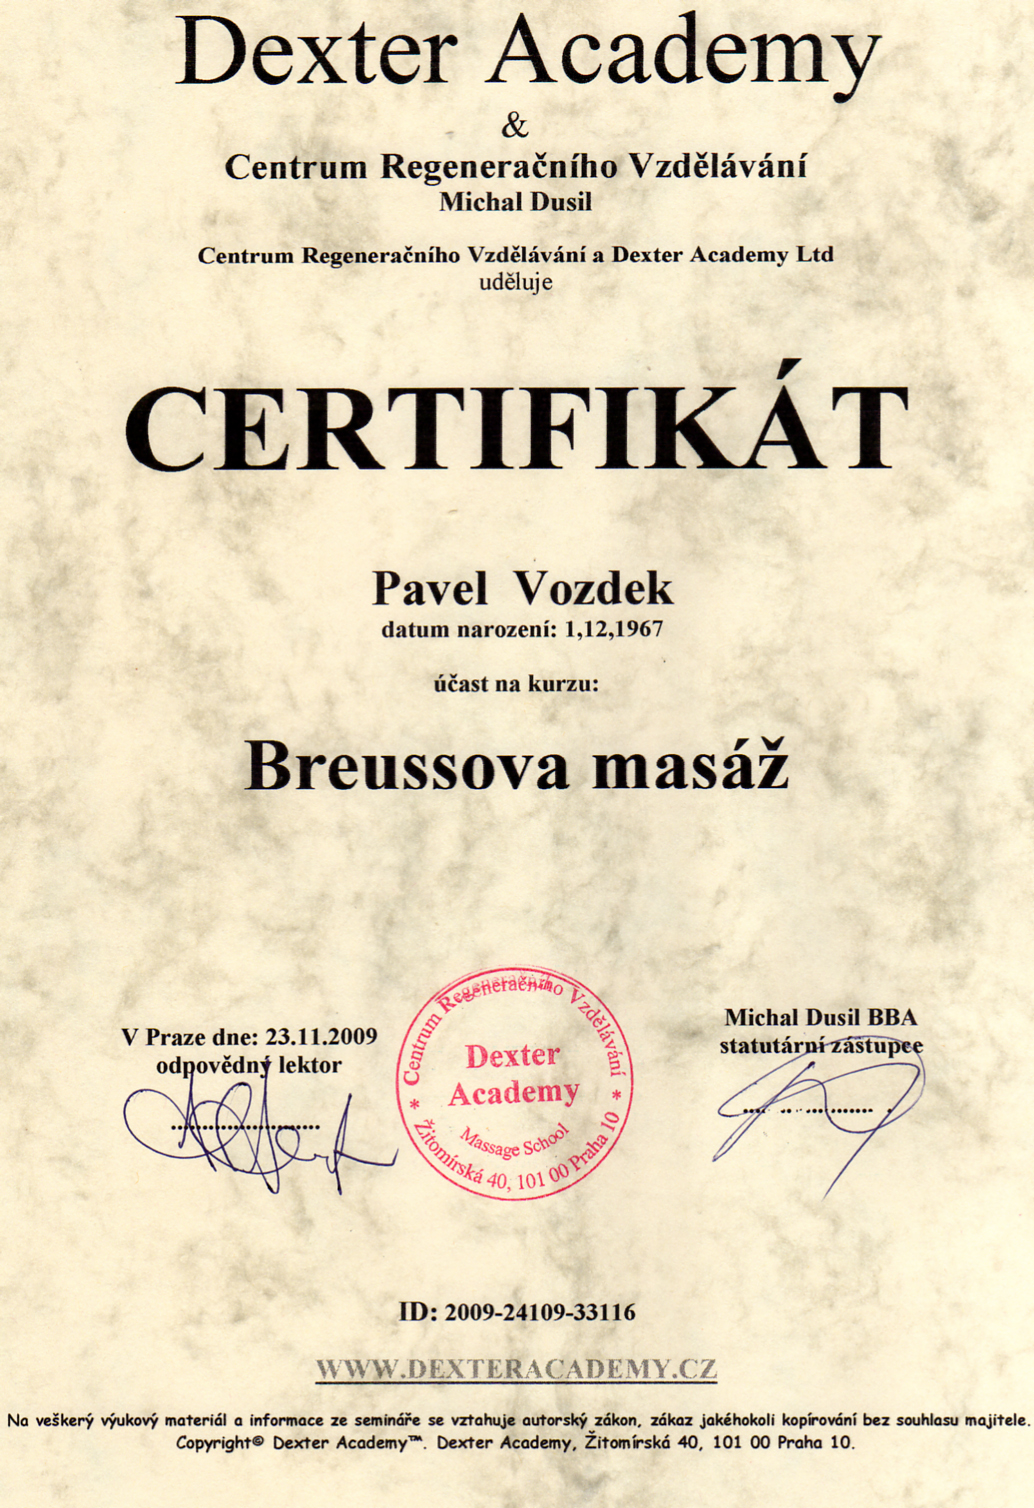 Dexter Academy
&
Centrum Regeneračního Vzdělávání
Michal Dusil
Centrum Regeneračního Vzdělávání a Dexter Academy Ltd
uděluje
CERTIFIKÁT
Pavel Vozdek
datum narození: 1,12,1967
účast na kurzu:
Breussova masáž
V Praze dne: 23.11.2009
odpovědný lektor
Centrum Regeneračního Vzdělávání
Dexter
Academy
Massage School
* Žitomírská 40, 101 00 Praha 10 *
Michal Dusil BBA
statutární zástupce
ID: 2009-24109-33116
WWW.DEXTERACADEMY.CZ
Na veškerý výukový materiál a informace ze semináře se vztahuje autorský zákon, zákaz jakéhokoli kopírování bez souhlasu majitele.
Copyright© Dexter Academy™. Dexter Academy, Žitomírská 40, 101 00 Praha 10.